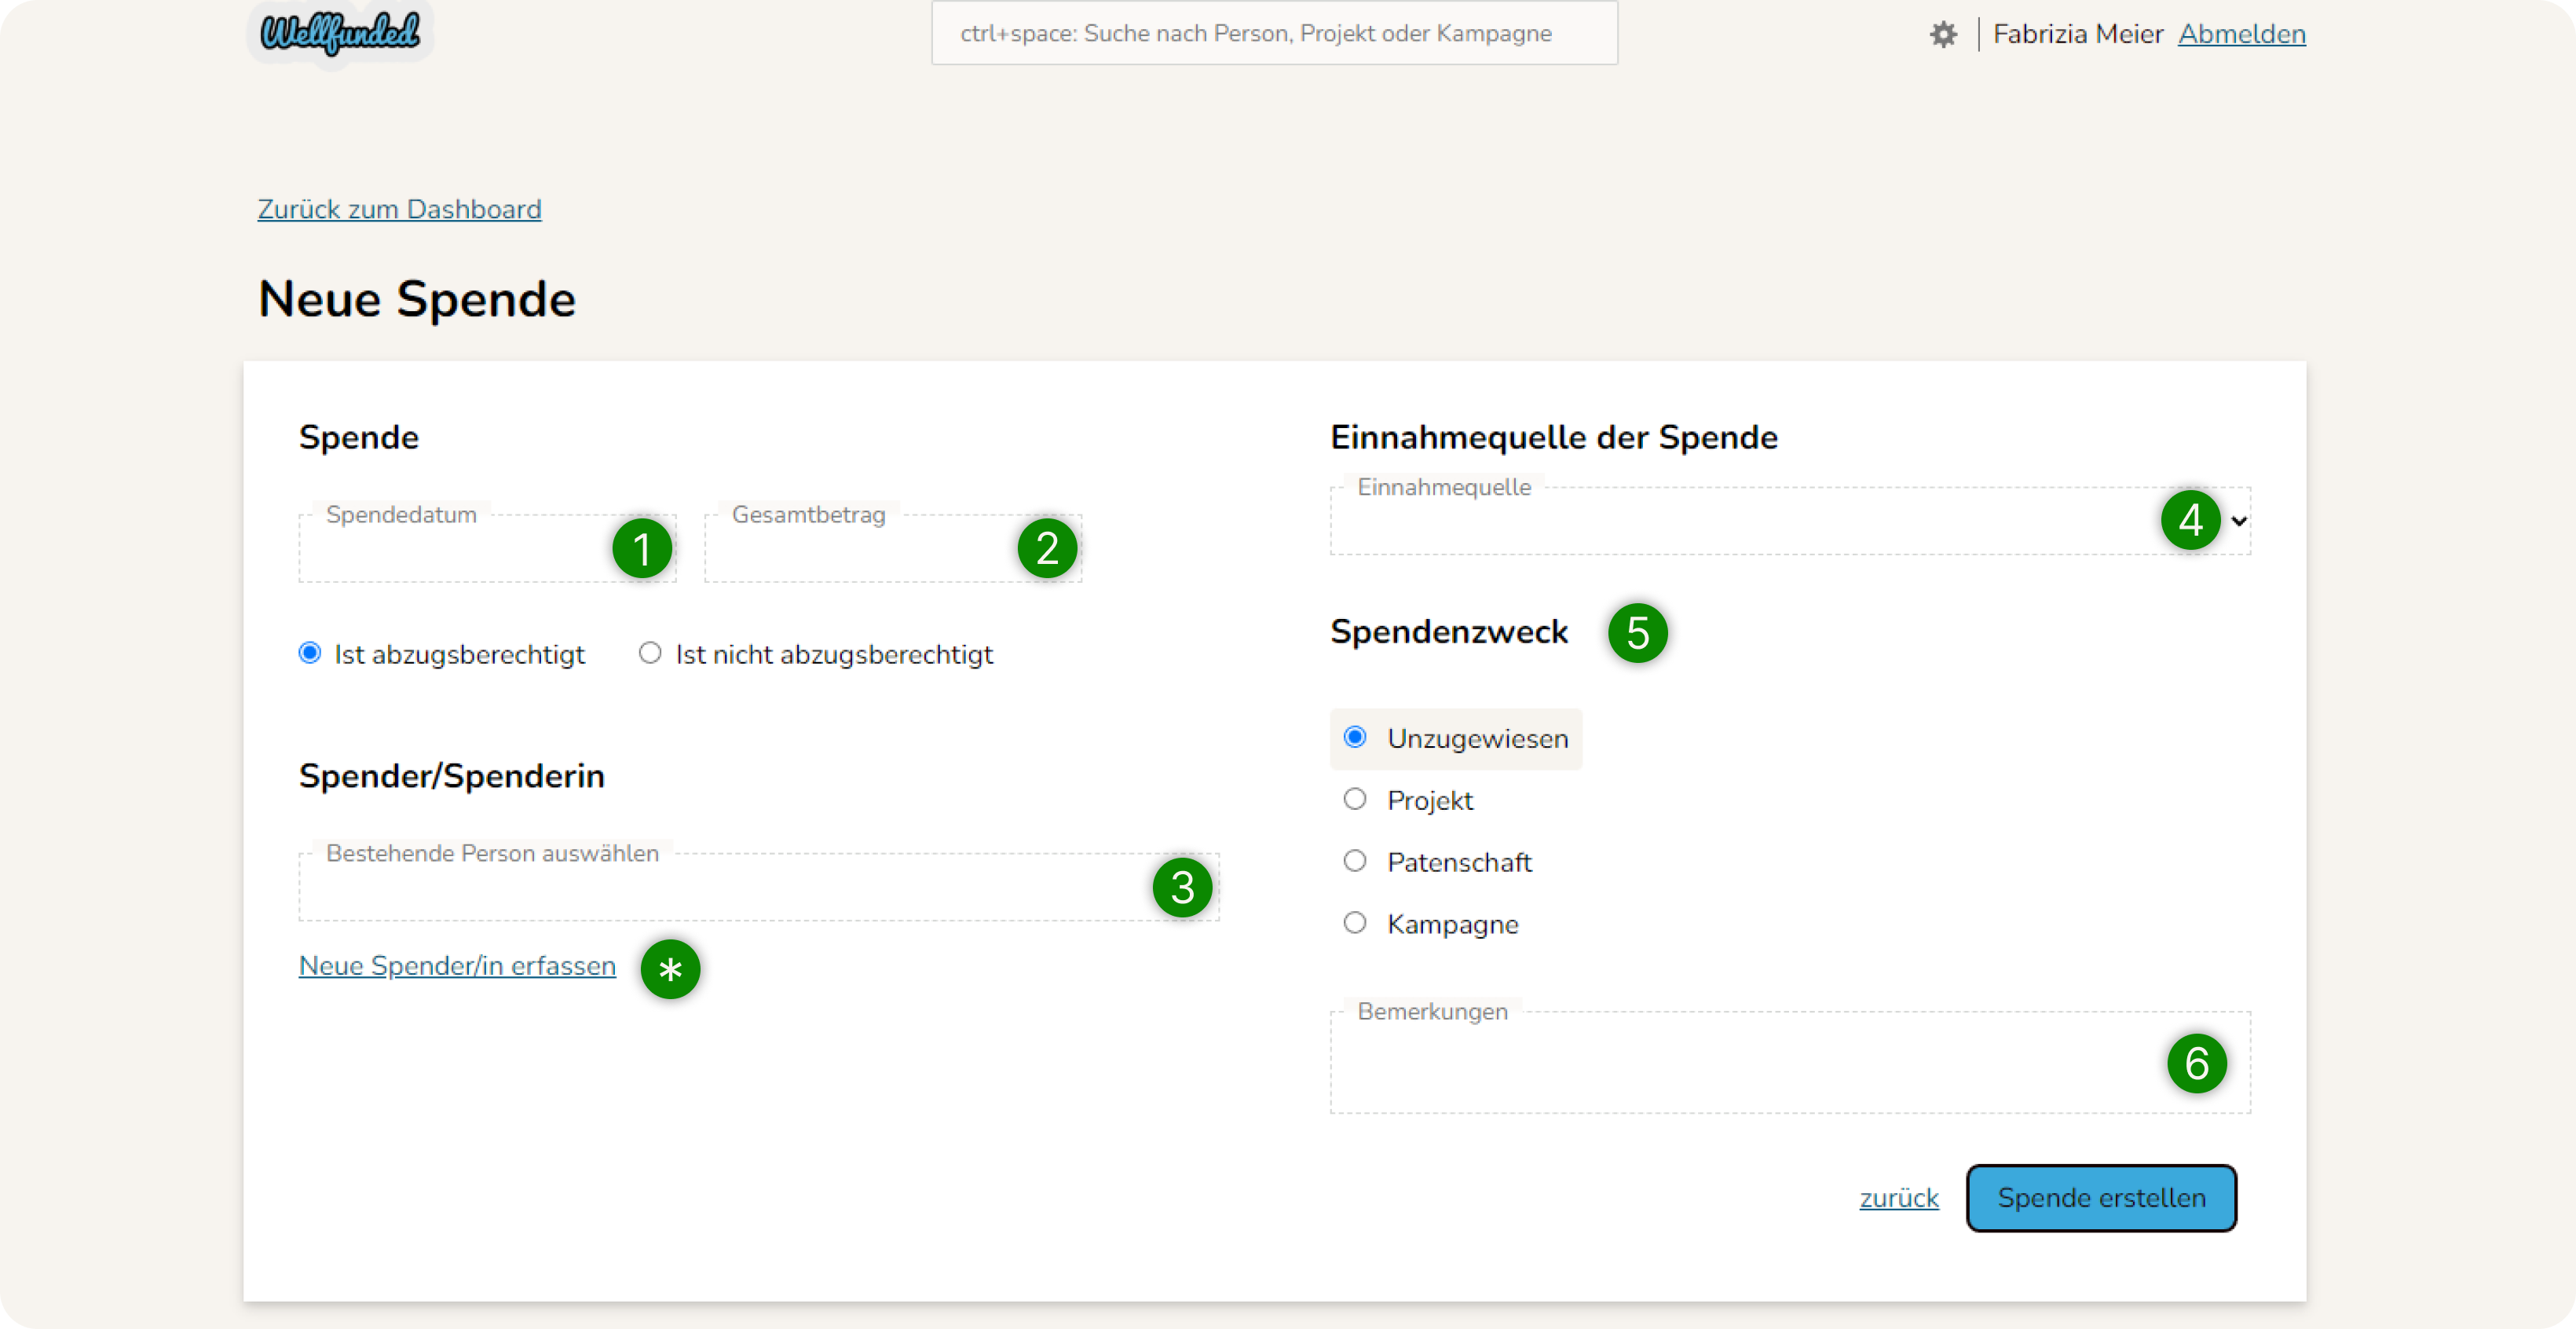 Wellfunded
ctrl+space: Suche nach Person, Projekt oder Kampagne
Fabrizia Meier Abmelden
Zurück zum Dashboard
Neue Spende
Spende
Spendedatum
1
Gesamtbetrag
2
Ist abzugsberechtigt
Ist nicht abzugsberechtigt
Spender/Spenderin
Bestehende Person auswählen
3
Neue Spender/in erfassen *
Einnahmequelle der Spende
Einnahmequelle
4
Spendenzweck 5
Unzugewiesen
Projekt
Patenschaft
Kampagne
Bemerkungen
6
zurück
Spende erstellen